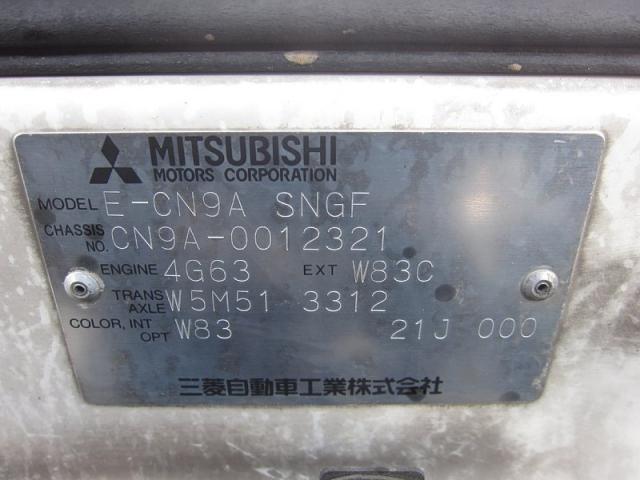 MITSUBISHI
MOTORS CORPORATION
MODEL E-CN9A SNGF
CHASSIS NO. CN9A-0012321
ENGINE 4G63 EXT W83C
TRANS AXLE W5M51 3312
COLOR, INT OPT W83 21J 000
三菱自動車工業株式会社